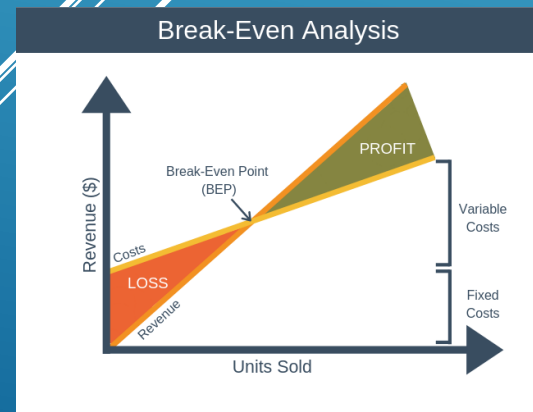 Break-Even Analysis
Revenue ($)
Break-Even Point
(BEP)
PROFIT
Costs
LOSS
Revenue
Variable
Costs
Fixed
Costs
Units Sold